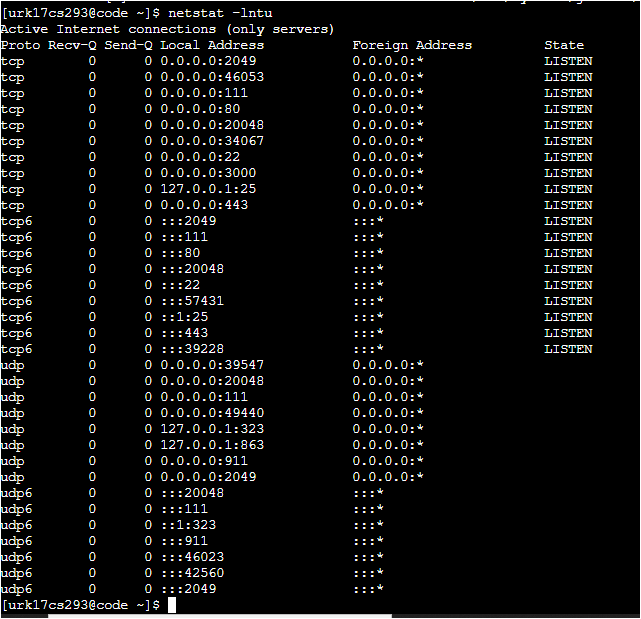 [urk17cs293@code ~]$ netstat -lntu
Active Internet connections (only servers)
Proto Recv-Q Send-Q Local Address           Foreign Address         State
tcp        0      0 0.0.0.0:2049            0.0.0.0:*               LISTEN
tcp        0      0 0.0.0.0:46053           0.0.0.0:*               LISTEN
tcp        0      0 0.0.0.0:111             0.0.0.0:*               LISTEN
tcp        0      0 0.0.0.0:80              0.0.0.0:*               LISTEN
tcp        0      0 0.0.0.0:20048           0.0.0.0:*               LISTEN
tcp        0      0 0.0.0.0:34067           0.0.0.0:*               LISTEN
tcp        0      0 0.0.0.0:22              0.0.0.0:*               LISTEN
tcp        0      0 0.0.0.0:3000            0.0.0.0:*               LISTEN
tcp        0      0 127.0.0.1:25            0.0.0.0:*               LISTEN
tcp        0      0 0.0.0.0:443             0.0.0.0:*               LISTEN
tcp6       0      0 :::2049                 :::*                    LISTEN
tcp6       0      0 :::111                  :::*                    LISTEN
tcp6       0      0 :::80                   :::*                    LISTEN
tcp6       0      0 :::20048                :::*                    LISTEN
tcp6       0      0 :::22                   :::*                    LISTEN
tcp6       0      0 :::57431                :::*                    LISTEN
tcp6       0      0 ::1:25                  :::*                    LISTEN
tcp6       0      0 :::443                  :::*                    LISTEN
tcp6       0      0 :::39228                :::*                    LISTEN
udp        0      0 0.0.0.0:39547           0.0.0.0:*
udp        0      0 0.0.0.0:20048           0.0.0.0:*
udp        0      0 0.0.0.0:111             0.0.0.0:*
udp        0      0 0.0.0.0:49440           0.0.0.0:*
udp        0      0 127.0.0.1:323           0.0.0.0:*
udp        0      0 127.0.0.1:863           0.0.0.0:*
udp        0      0 0.0.0.0:911             0.0.0.0:*
udp        0      0 0.0.0.0:2049            0.0.0.0:*
udp6       0      0 :::20048                :::*
udp6       0      0 :::111                  :::*
udp6       0      0 ::1:323                 :::*
udp6       0      0 :::911                  :::*
udp6       0      0 :::46023                :::*
udp6       0      0 :::42560                :::*
udp6       0      0 :::2049                 :::*
[urk17cs293@code ~]$